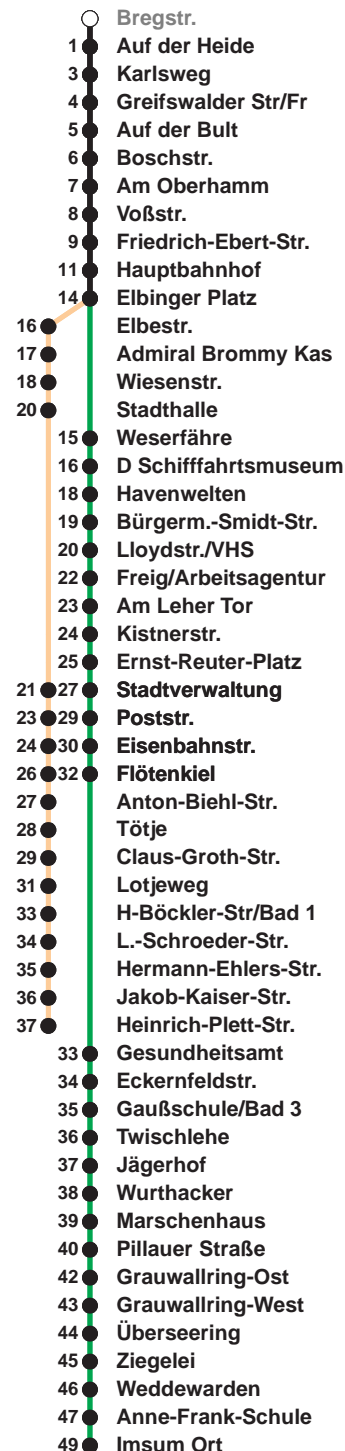 Bregstr.
1 Auf der Heide
3 Karlsweg
4 Greifswalder Str/Fr
5 Auf der Bult
6 Boschstr.
7 Am Oberhamm
8 Voßstr.
9 Friedrich-Ebert-Str.
11 Hauptbahnhof
14 Elbinger Platz
16 Elbestr.
17 Admiral Brommy Kas
18 Wiesenstr.
20 Stadthalle
15 Weserfähre
16 D Schifffahrtsmuseum
18 Havenwelten
19 Bürgerm.-Smidt-Str.
20 Lloydstr./VHS
22 Freig/Arbeitsagentur
23 Am Leher Tor
24 Kistnerstr.
25 Ernst-Reuter-Platz
21 27 Stadtverwaltung
23 29 Poststr.
24 30 Eisenbahnstr.
26 32 Flötenkiel
27 Anton-Biehl-Str.
28 Tötje
29 Claus-Groth-Str.
31 Lotjeweg
33 H-Böckler-Str/Bad 1
34 L.-Schroeder-Str.
35 Hermann-Ehlers-Str.
36 Jakob-Kaiser-Str.
37 Heinrich-Plett-Str.
33 Gesundheitsamt
34 Eckernfeldstr.
35 Gaußschule/Bad 3
36 Twischlehe
37 Jägerhof
38 Wurthacker
39 Marschenhaus
40 Pillauer Straße
42 Grauwallring-Ost
43 Grauwallring-West
44 Überseering
45 Ziegelei
46 Weddewarden
47 Anne-Frank-Schule
49 Imsum Ort